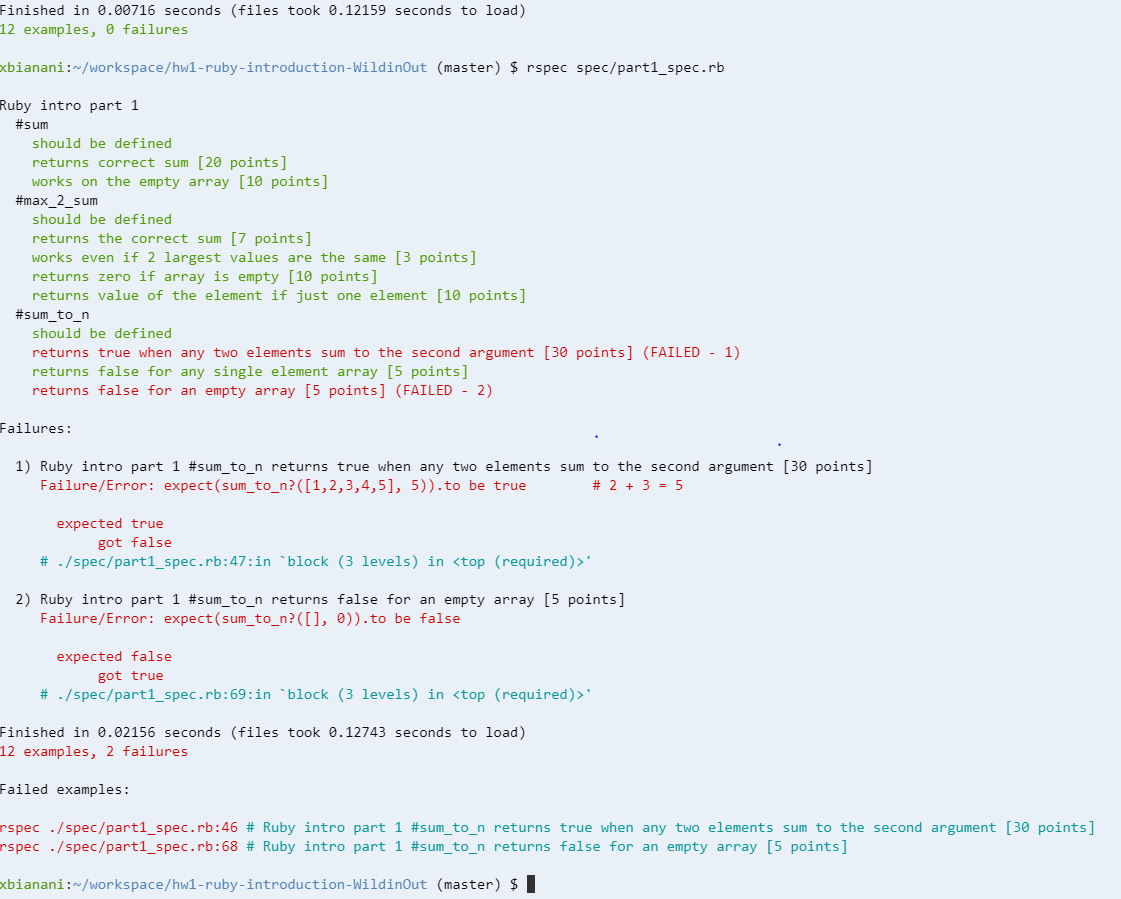 Finished in 0.00716 seconds (files took 0.12159 seconds to load)
12 examples, 0 failures
xbianani:~/workspace/hw1-ruby-introduction-WildinOut (master) $ rspec spec/part1_spec.rb
Ruby intro part 1
  #sum
    should be defined
    returns correct sum [20 points]
    works on the empty array [10 points]
  #max_2_sum
    should be defined
    returns the correct sum [7 points]
    works even if 2 largest values are the same [3 points]
    returns zero if array is empty [10 points]
    returns value of the element if just one element [10 points]
  #sum_to_n
    should be defined
    returns true when any two elements sum to the second argument [30 points] (FAILED - 1)
    returns false for any single element array [5 points]
    returns false for an empty array [5 points] (FAILED - 2)
Failures:
  1) Ruby intro part 1 #sum_to_n returns true when any two elements sum to the second argument [30 points]
     Failure/Error: expect(sum_to_n?([1,2,3,4,5], 5)).to be true        # 2 + 3 = 5
       expected true
            got false
     # ./spec/part1_spec.rb:47:in `block (3 levels) in <top (required)>'
  2) Ruby intro part 1 #sum_to_n returns false for an empty array [5 points]
     Failure/Error: expect(sum_to_n?([], 0)).to be false
       expected false
            got true
     # ./spec/part1_spec.rb:69:in `block (3 levels) in <top (required)>'
Finished in 0.02156 seconds (files took 0.12743 seconds to load)
12 examples, 2 failures
Failed examples:
rspec ./spec/part1_spec.rb:46 # Ruby intro part 1 #sum_to_n returns true when any two elements sum to the second argument [30 points]
rspec ./spec/part1_spec.rb:68 # Ruby intro part 1 #sum_to_n returns false for an empty array [5 points]
xbianani:~/workspace/hw1-ruby-introduction-WildinOut (master) $